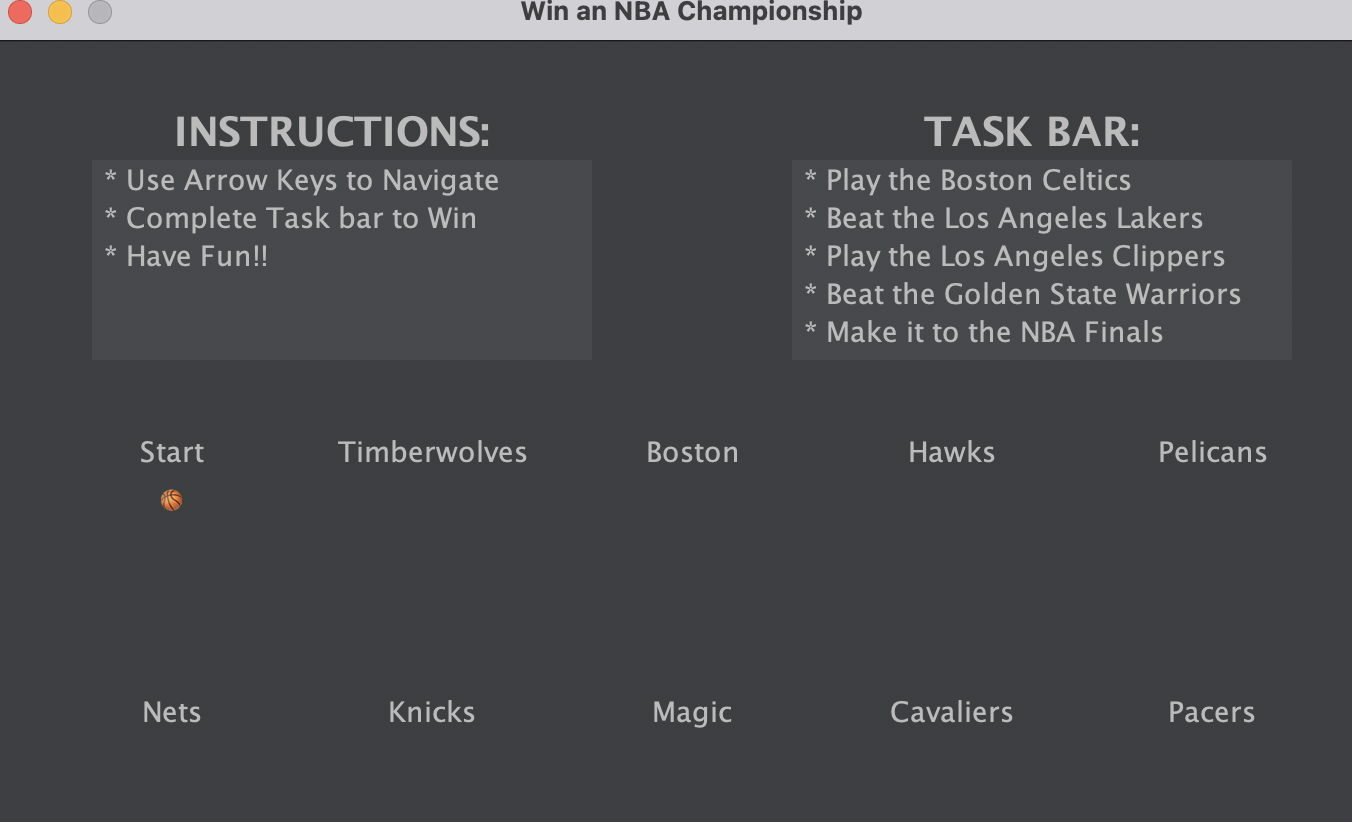 Win an NBA Championship
INSTRUCTIONS:
* Use Arrow Keys to Navigate
* Complete Task bar to Win
* Have Fun!!
TASK BAR:
* Play the Boston Celtics
* Beat the Los Angeles Lakers
* Play the Los Angeles Clippers
* Beat the Golden State Warriors
* Make it to the NBA Finals
Start Timberwolves Boston Hawks Pelicans
Nets Knicks Magic Cavaliers Pacers